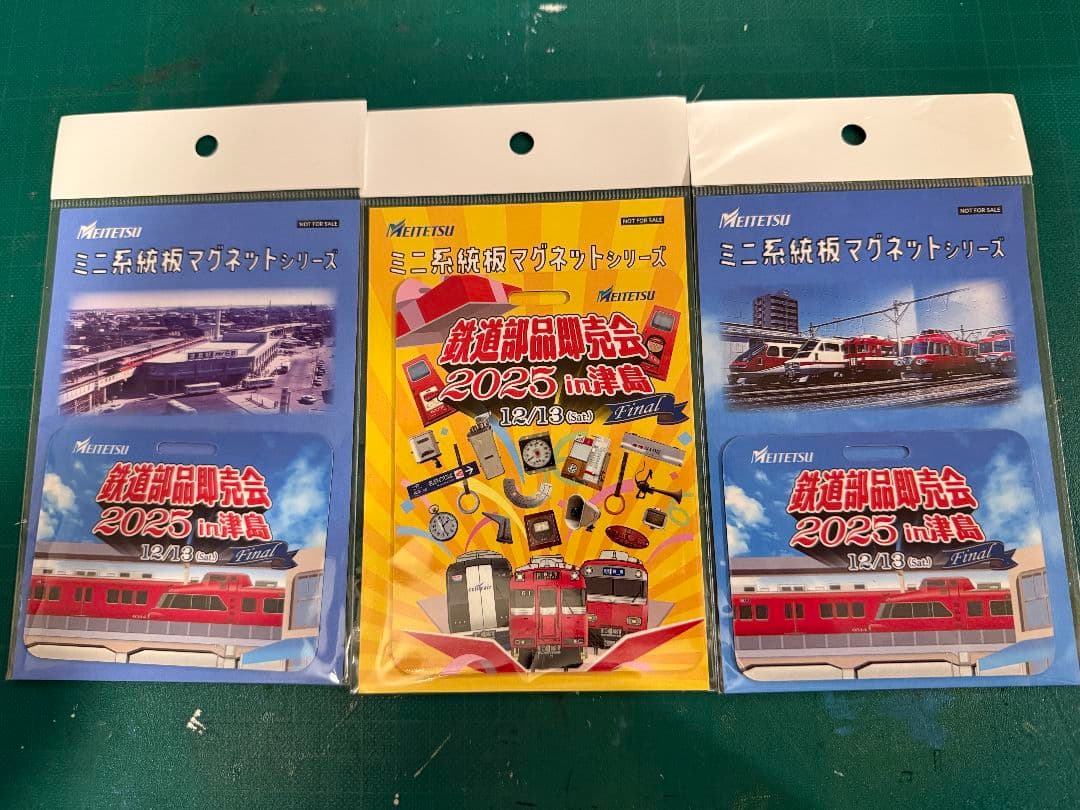 MEITETSU
NOT FOR SALE
ミニ系統板マグネットシリーズ
MEITETSU
鉄道部品即売会
2025 in津島
12/13(Sat.)
Final
MEITETSU
NOT FOR SALE
ミニ系統板マグネットシリーズ
MEITETSU
鉄道部品即売会
2025 in津島
12/13(Sat.)
Final
MEITETSU
NOT FOR SALE
ミニ系統板マグネットシリーズ
MEITETSU
鉄道部品即売会
2025 in津島
12/13(Sat.)
Final